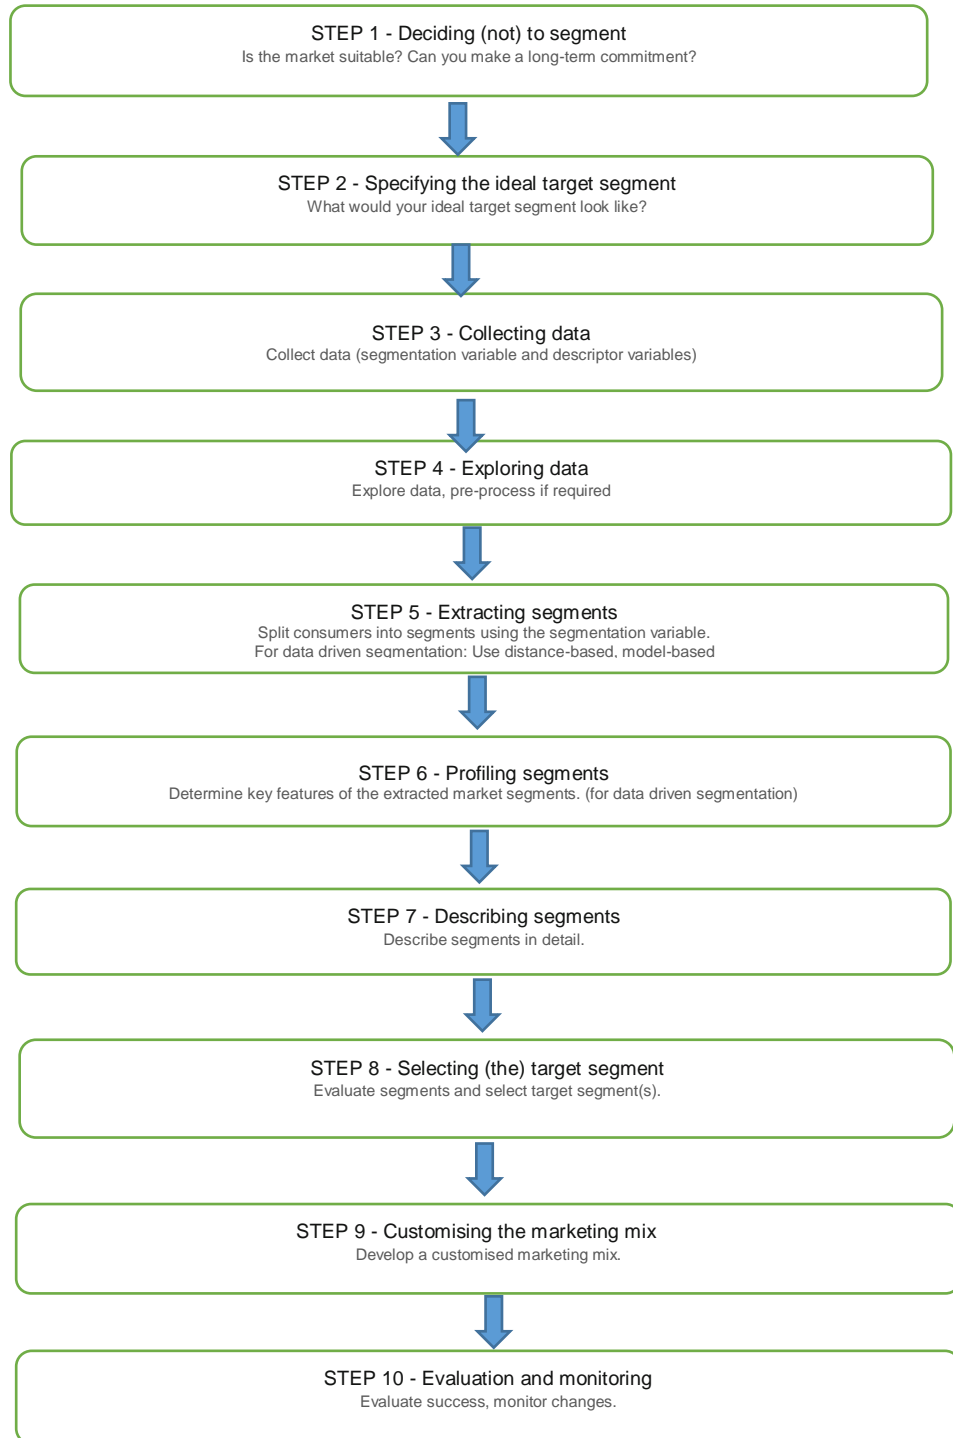 STEP 1 - Deciding (not) to segment
Is the market suitable? Can you make a long-term commitment?
STEP 2 - Specifying the ideal target segment
What would your ideal target segment look like?
STEP 3 - Collecting data
Collect data (segmentation variable and descriptor variables)
STEP 4 - Exploring data
Explore data, pre-process if required
STEP 5 - Extracting segments
Split consumers into segments using the segmentation variable.
For data driven segmentation: Use distance-based, model-based
STEP 6 - Profiling segments
Determine key features of the extracted market segments. (for data driven segmentation)
STEP 7 - Describing segments
Describe segments in detail.
STEP 8 - Selecting (the) target segment
Evaluate segments and select target segment(s).
STEP 9 - Customising the marketing mix
Develop a customised marketing mix.
STEP 10 - Evaluation and monitoring
Evaluate success, monitor changes.